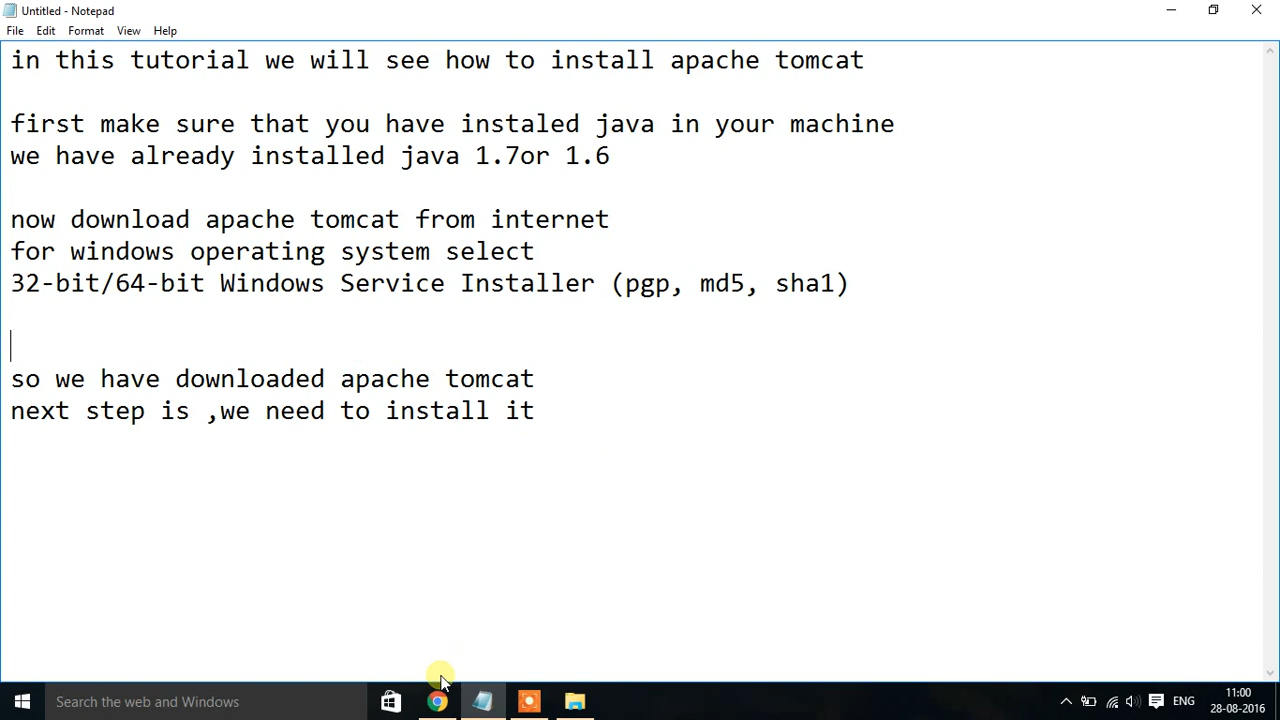 Untitled - Notepad
File Edit Format View Help
in this tutorial we will see how to install apache tomcat
first make sure that you have instaled java in your machine
we have already installed java 1.7or 1.6
now download apache tomcat from internet
for windows operating system select
32-bit/64-bit Windows Service Installer (pgp, md5, sha1)
so we have downloaded apache tomcat
next step is ,we need to install it
Search the web and Windows
ENG
11:00
28-08-2016